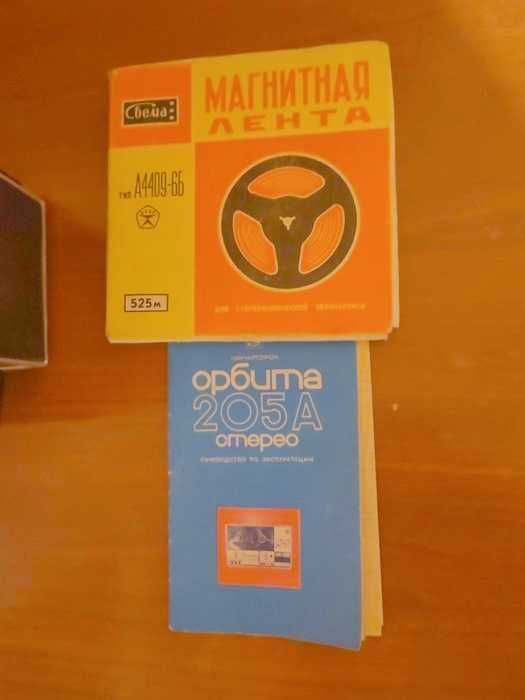 Свема
МАГНИТНАЯ
ЛЕНТА
тип А4409-6Б
525м
ДЛЯ СТЕРЕОФОНИЧЕСКОЙ ЗВУКОЗАПИСИ
МАГНИТОФОН
орбита
205А
стерео
РУКОВОДСТВО ПО ЭКСПЛУАТАЦИИ